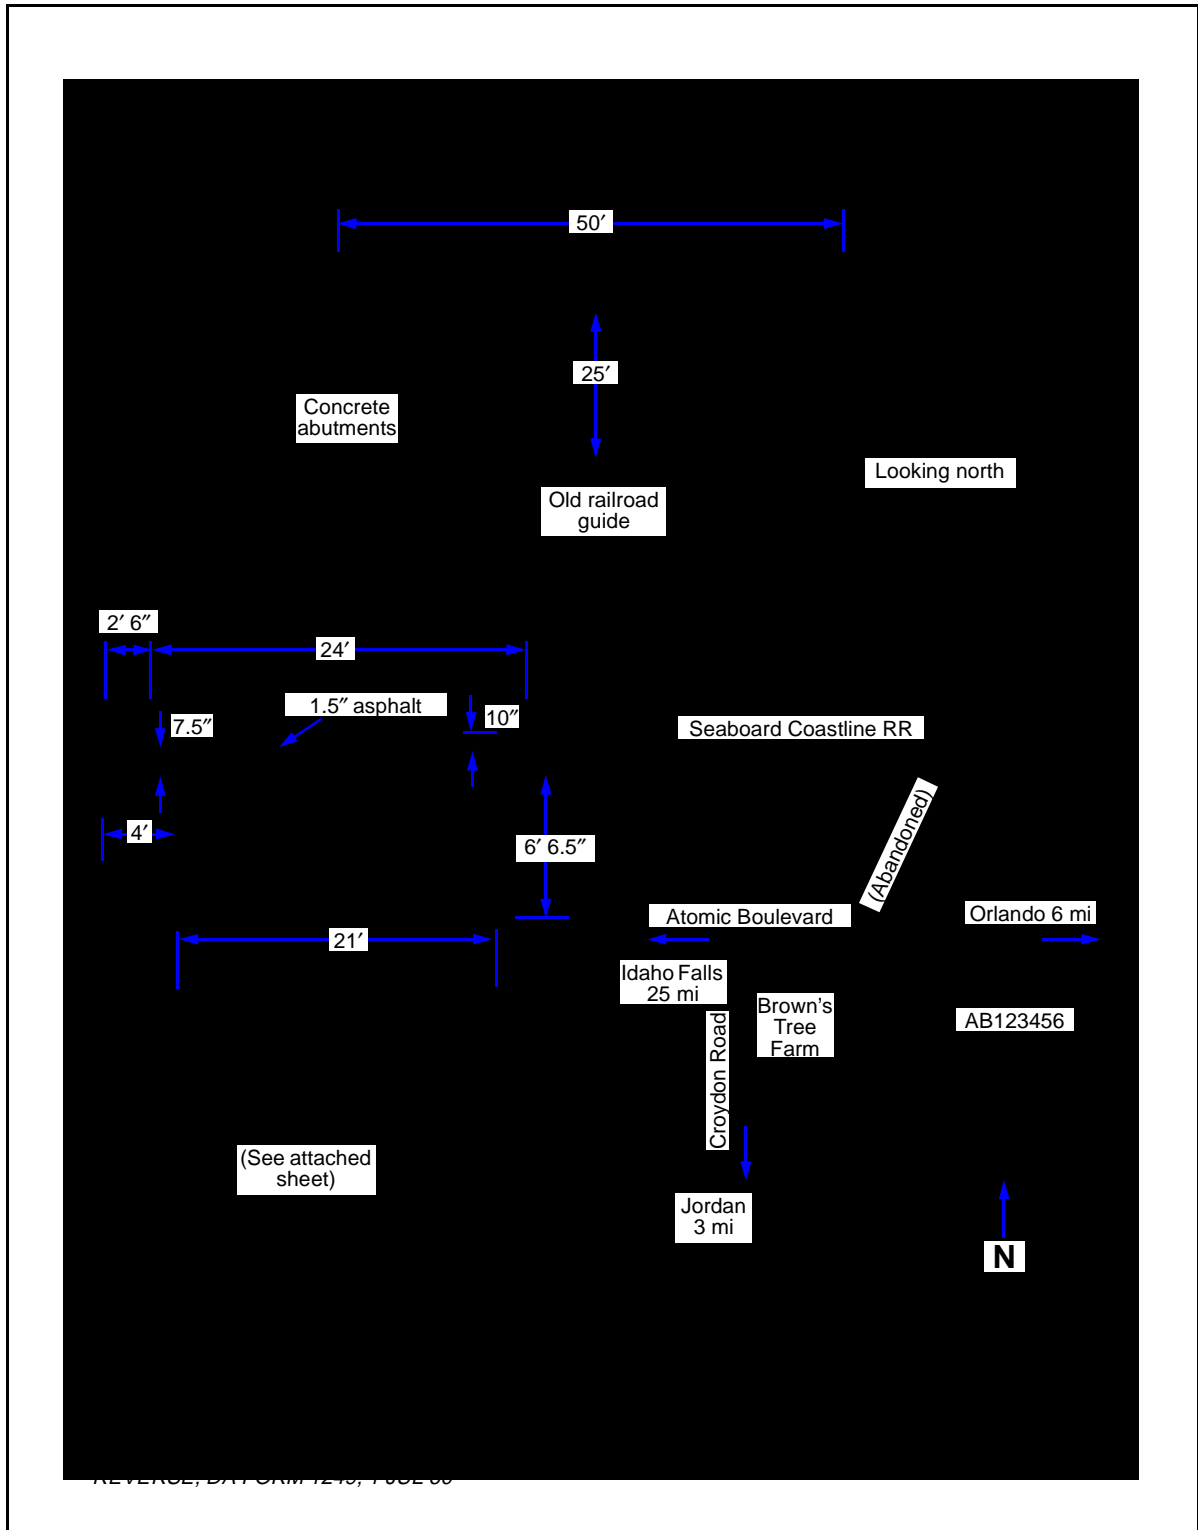 50′
25′
Concrete
abutments
Looking north
Old railroad
guide
2′ 6″
24′
1.5″ asphalt
7.5″
10″
Seaboard Coastline RR
4′
6′ 6.5″
(Abandoned)
Atomic Boulevard
Orlando 6 mi
21′
Idaho Falls
25 mi
Brown’s
Tree
Farm
AB123456
Croydon Road
(See attached
sheet)
Jordan
3 mi
N